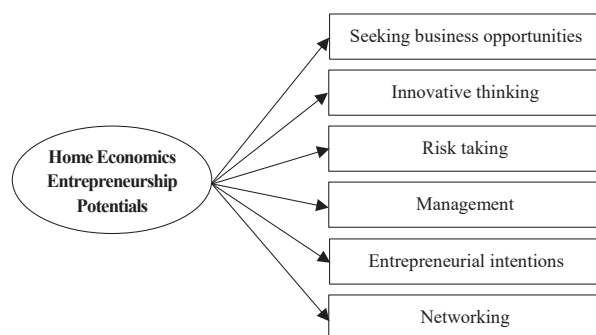 Seeking business opportunities
Innovative thinking
Home Economics
Entrepreneurship
Potentials
Risk taking
Management
Entrepreneurial intentions
Networking